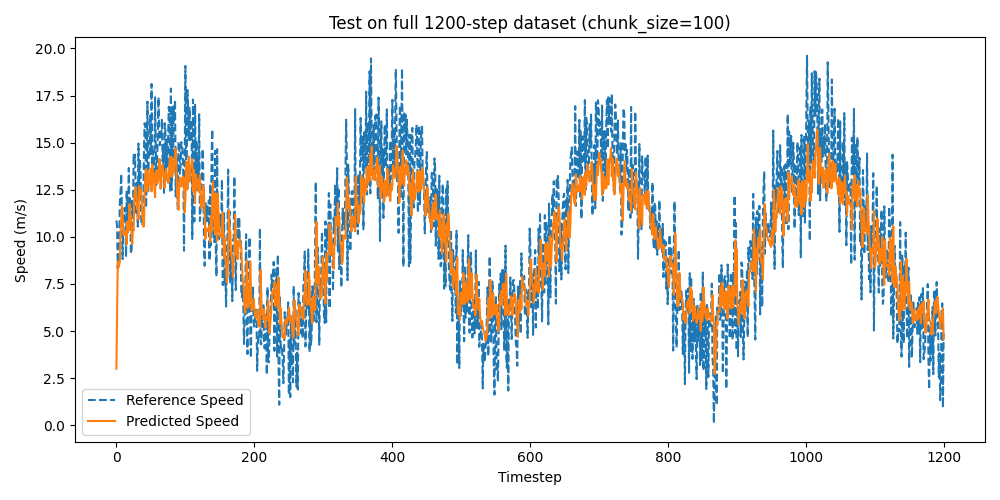 Test on full 1200-step dataset (chunk_size=100)
20.0
17.5
15.0
12.5
10.0
7.5
5.0
2.5
0.0
Speed (m/s)
Reference Speed
Predicted Speed
0 200 400 600 800 1000 1200
Timestep